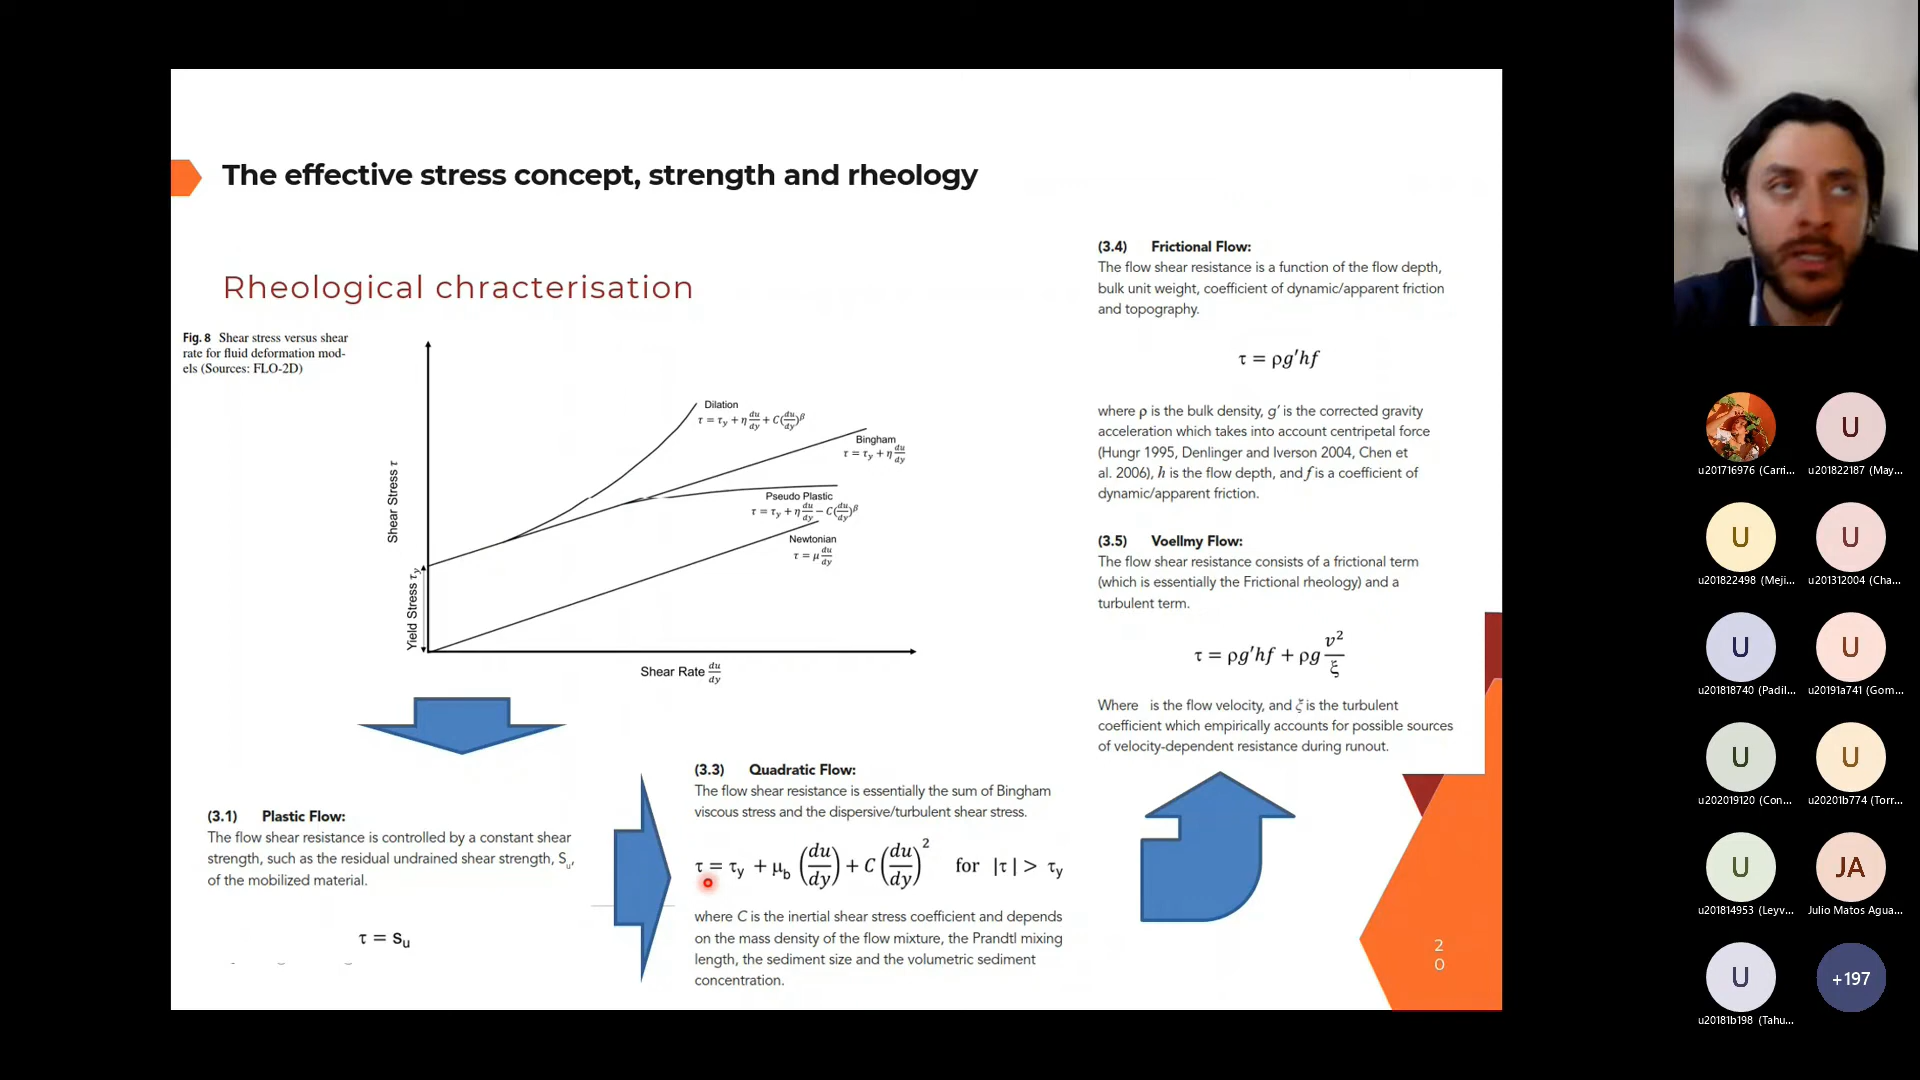 The effective stress concept, strength and rheology
Rheological chracterisation
Fig. 8 Shear stress versus shear
rate for fluid deformation mod-
els (Sources: FLO-2D)
Shear Stress τ
Yield Stress τy
Dilation
τ = τy + η du/dy + C(du/dy)^β
Bingham
τ = τy + η du/dy
Pseudo Plastic
τ = τy + η du/dy − C(du/dy)^β
Newtonian
τ = μ du/dy
Shear Rate du/dy
(3.1) Plastic Flow:
The flow shear resistance is controlled by a constant shear
strength, such as the residual undrained shear strength, Su,
of the mobilized material.
τ = Su
(3.3) Quadratic Flow:
The flow shear resistance is essentially the sum of Bingham
viscous stress and the dispersive/turbulent shear stress.
τ = τy + μb (du/dy) + C (du/dy)² for |τ| > τy
where C is the inertial shear stress coefficient and depends
on the mass density of the flow mixture, the Prandtl mixing
length, the sediment size and the volumetric sediment
concentration.
(3.4) Frictional Flow:
The flow shear resistance is a function of the flow depth,
bulk unit weight, coefficient of dynamic/apparent friction
and topography.
τ = ρg′hf
where ρ is the bulk density, g′ is the corrected gravity
acceleration which takes into account centripetal force
(Hungr 1995, Denlinger and Iverson 2004, Chen et
al. 2006), h is the flow depth, and f is a coefficient of
dynamic/apparent friction.
(3.5) Voellmy Flow:
The flow shear resistance consists of a frictional term
(which is essentially the Frictional rheology) and a
turbulent term.
τ = ρg′hf + ρg v²/ξ
Where is the flow velocity, and ξ is the turbulent
coefficient which empirically accounts for possible sources
of velocity-dependent resistance during runout.
2
0
u201716976 (Carri...
U
u201822187 (May...
U
u201822498 (Meji...
U
u201312004 (Cha...
U
u201818740 (Padil...
U
u20191a741 (Gom...
U
u202019120 (Con...
U
u20201b774 (Torr...
U
u201814953 (Leyv...
JA
Julio Matos Agua...
U
u20181b198 (Tahu...
+197